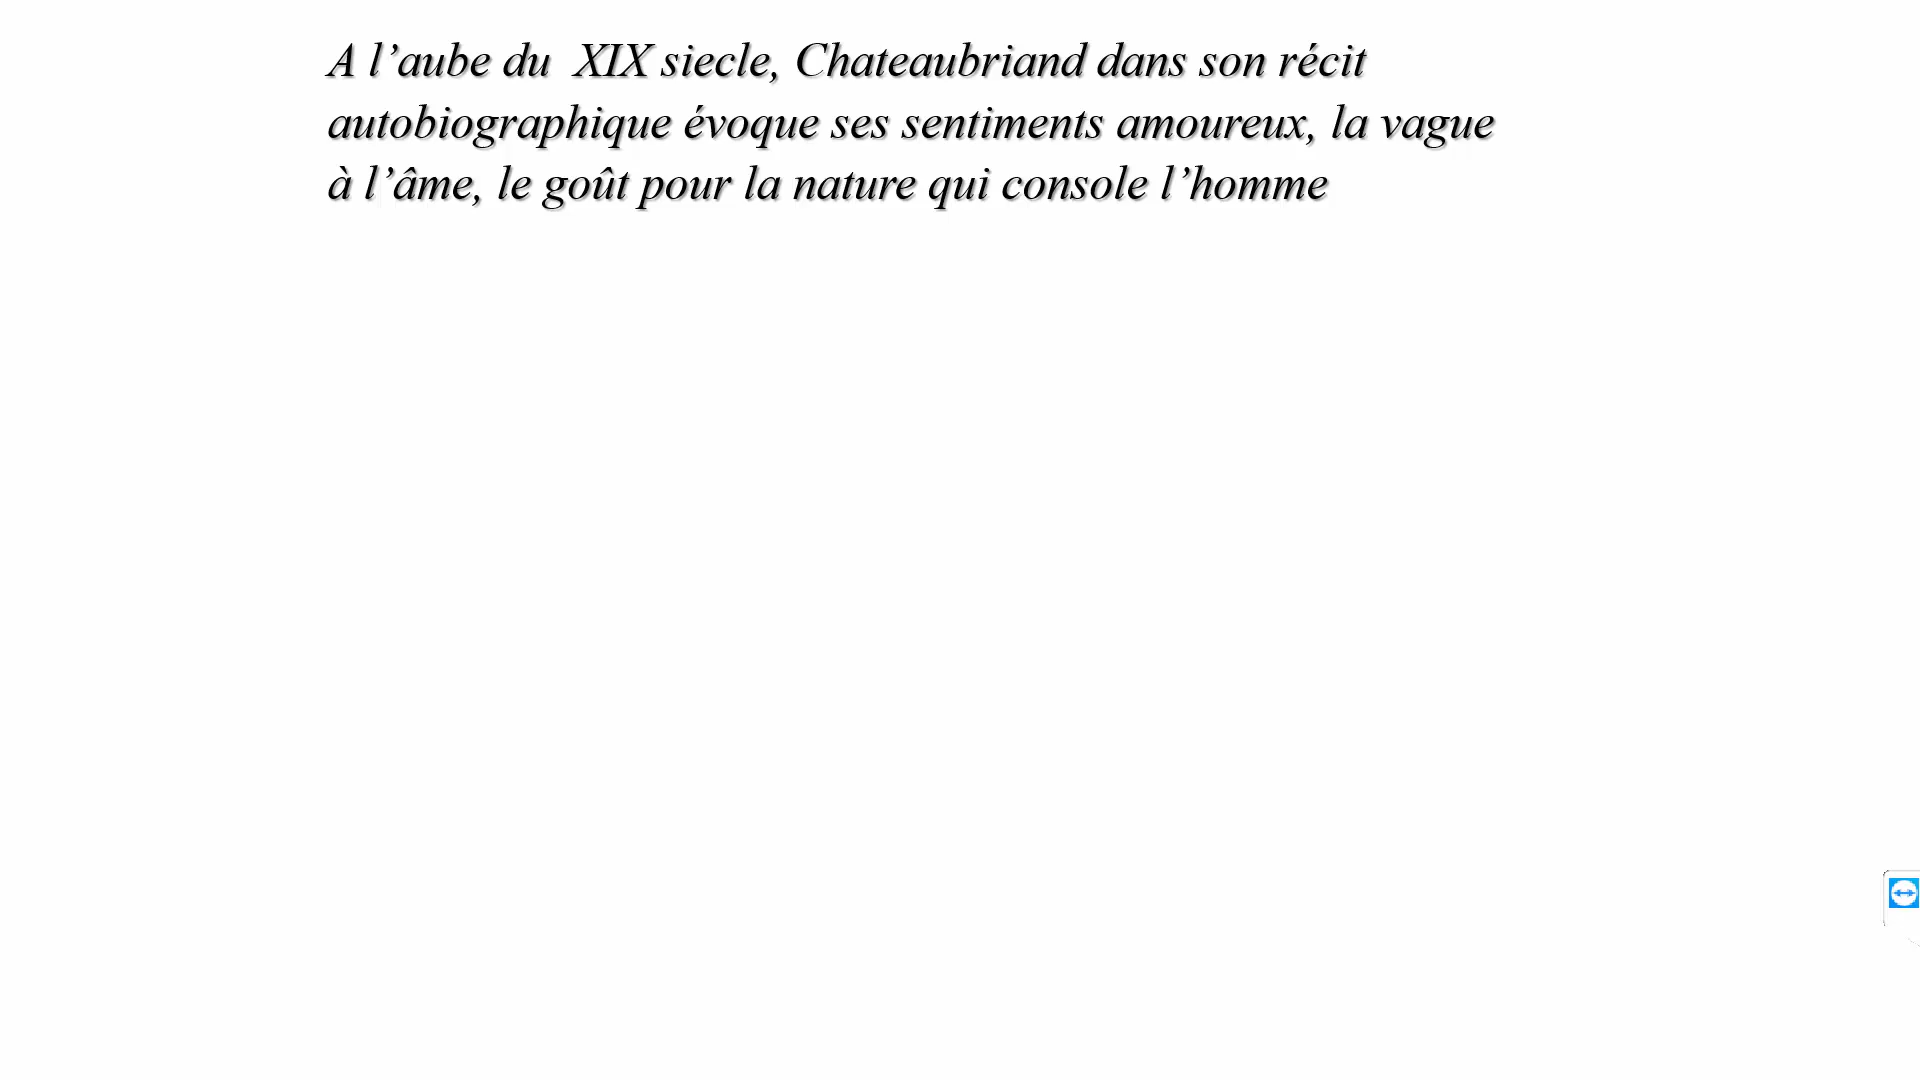 A l’aube du  XIX siecle, Chateaubriand dans son récit
autobiographique évoque ses sentiments amoureux, la vague
à l’âme, le goût pour la nature qui console l’homme